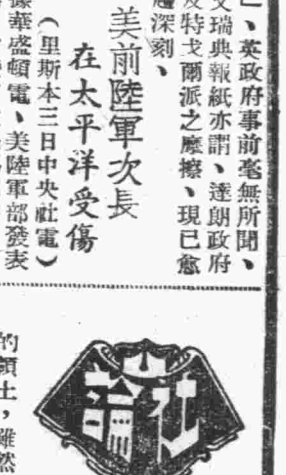 、英政府事前毫無所聞、
文瑞典報紙亦謂、達朗政府
及特戈爾派之磨擦、現已愈
趨深刻、
美前陸軍次長
在太平洋受傷
（里斯本三日中央社電）
據華盛頓電、美陸軍部發表
社論
的領土，雖然